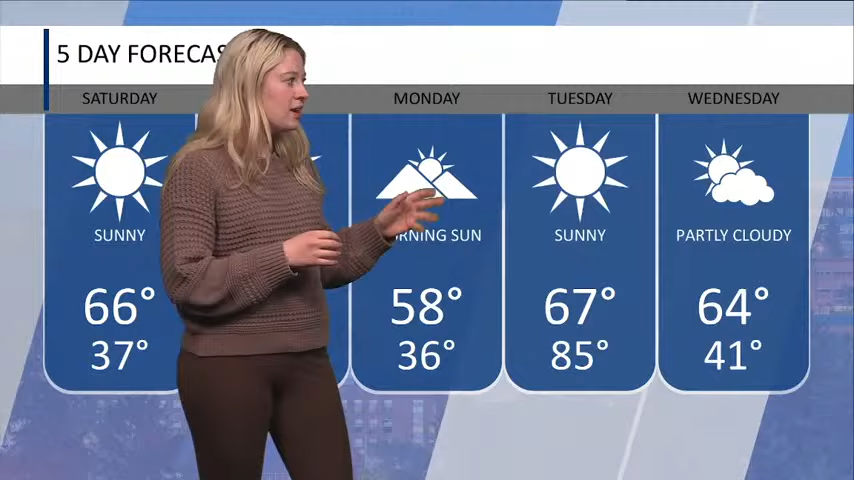 5 DAY FORECAS
SATURDAY
MONDAY
TUESDAY
WEDNESDAY
SUNNY
RNING SUN
SUNNY
PARTLY CLOUDY
66°
58°
67°
64°
37°
36°
85°
41°